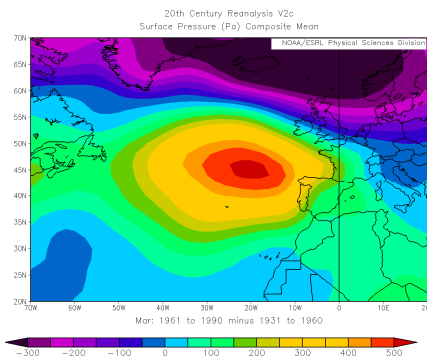 20th Century Reanalysis V2c
Surface Pressure (Pa) Composite Mean
NOAA/ESRL Physical Sciences Division
70N
65N
60N
55N
50N
45N
40N
35N
30N
25N
20N
70W 60W 50W 40W 30W 20W 10W 0 10E 20
Mar: 1961 to 1990 minus 1931 to 1960
-300 -200 -100 0 100 200 300 400 500